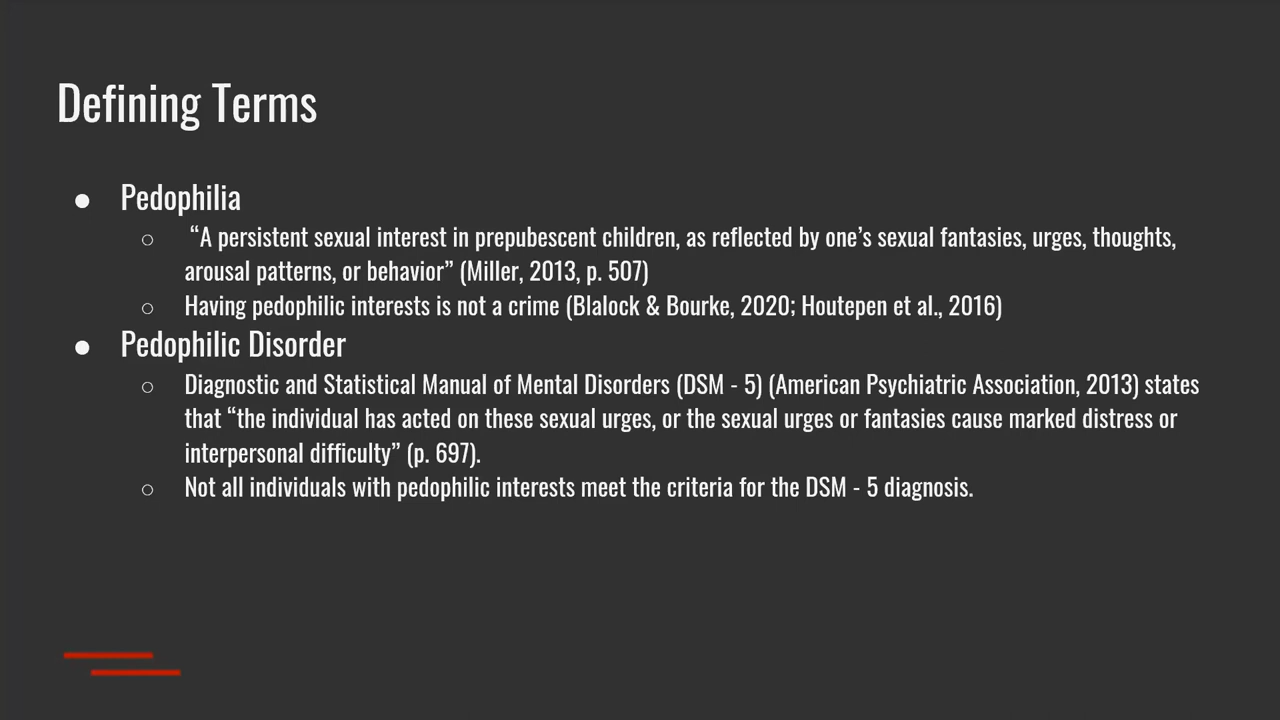 Defining Terms
● Pedophilia
○ “A persistent sexual interest in prepubescent children, as reflected by one’s sexual fantasies, urges, thoughts,
arousal patterns, or behavior” (Miller, 2013, p. 507)
○ Having pedophilic interests is not a crime (Blalock & Bourke, 2020; Houtepen et al., 2016)
● Pedophilic Disorder
○ Diagnostic and Statistical Manual of Mental Disorders (DSM - 5) (American Psychiatric Association, 2013) states
that “the individual has acted on these sexual urges, or the sexual urges or fantasies cause marked distress or
interpersonal difficulty” (p. 697).
○ Not all individuals with pedophilic interests meet the criteria for the DSM - 5 diagnosis.